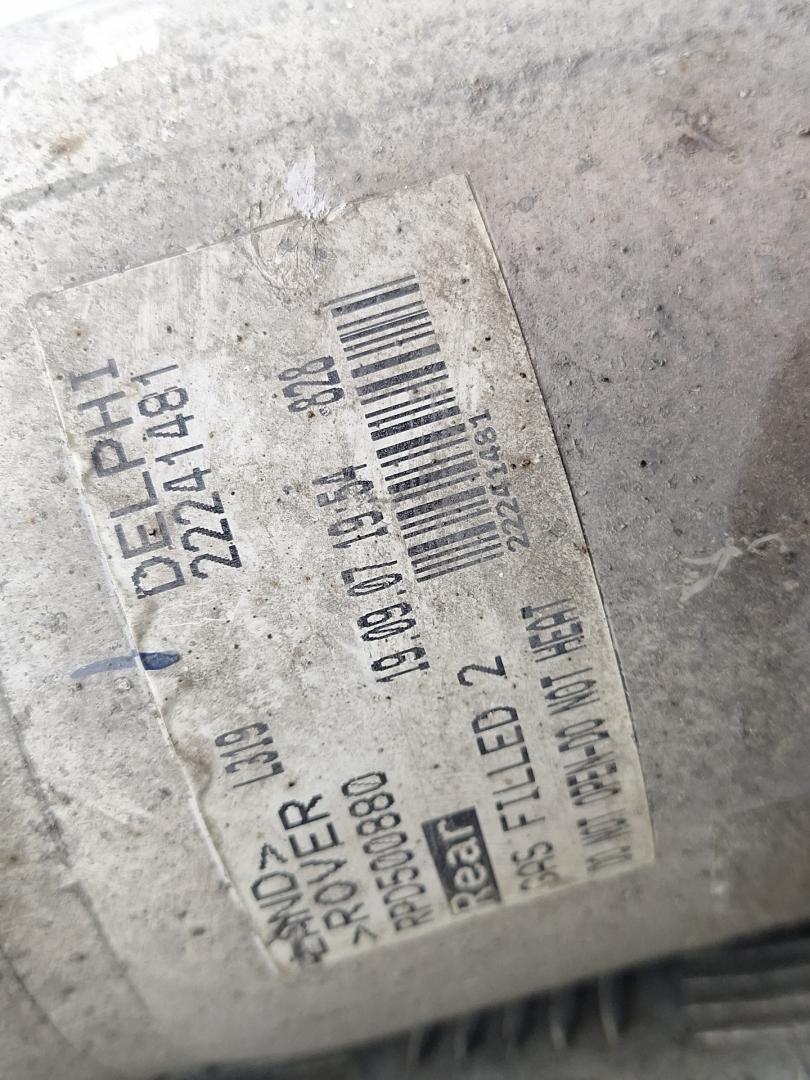 DELPHI
22241481
L319
LAND>
>ROVER
RPD500880
19.09.07 19:54 828
Rear
GAS FILLED 2
DO NOT OPEN-DO NOT HEAT
22241481